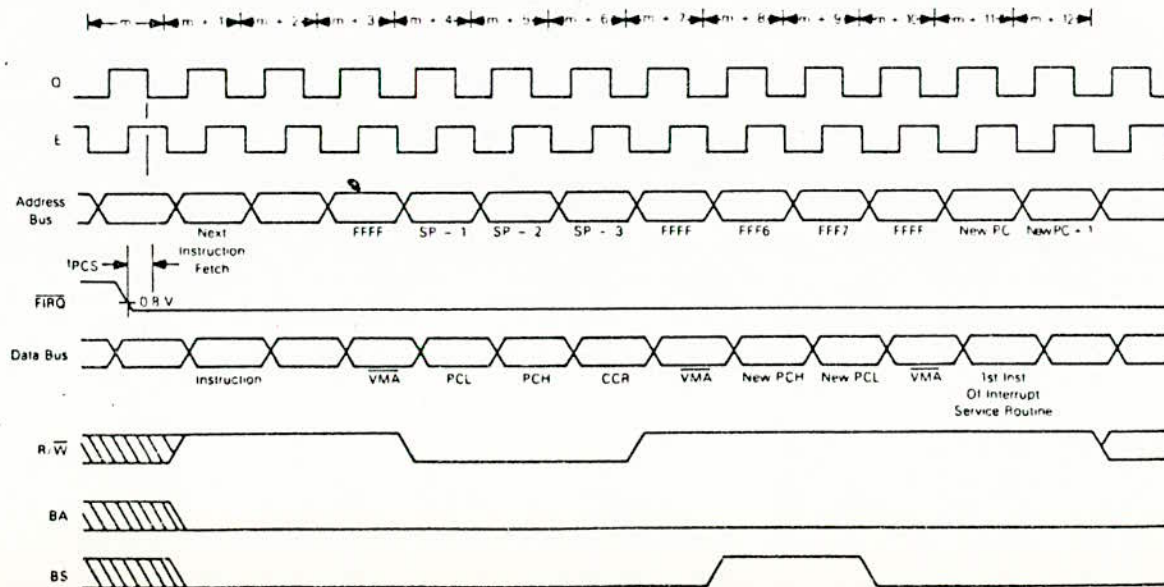 m m + 1 m + 2 m + 3 m + 4 m + 5 m + 6 m + 7 m + 8 m + 9 m + 10 m + 11 m + 12
Q
E
Address
Bus
Next
Instruction
Fetch
FFFF SP - 1 SP - 2 SP - 3 FFFF FFF6 FFF7 FFFF New PC New PC + 1
tPCS
0.8 V
FIRQ
Data Bus
Instruction VMA PCL PCH CCR VMA New PCH New PCL VMA 1st Inst
Of Interrupt
Service Routine
R/W
BA
BS